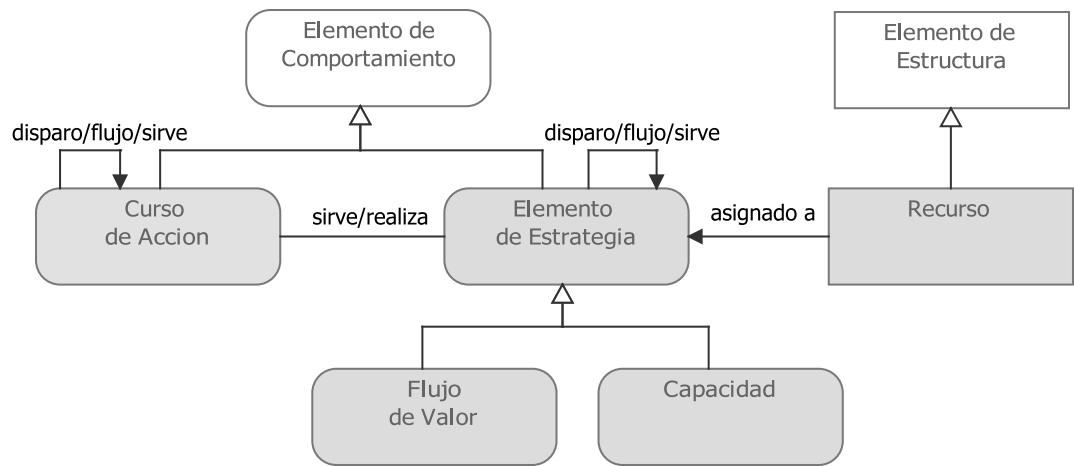 Elemento de
Comportamiento
Elemento de
Estructura
disparo/flujo/sirve
disparo/flujo/sirve
Curso
de Accion
sirve/realiza
Elemento
de Estrategia
asignado a
Recurso
Flujo
de Valor
Capacidad